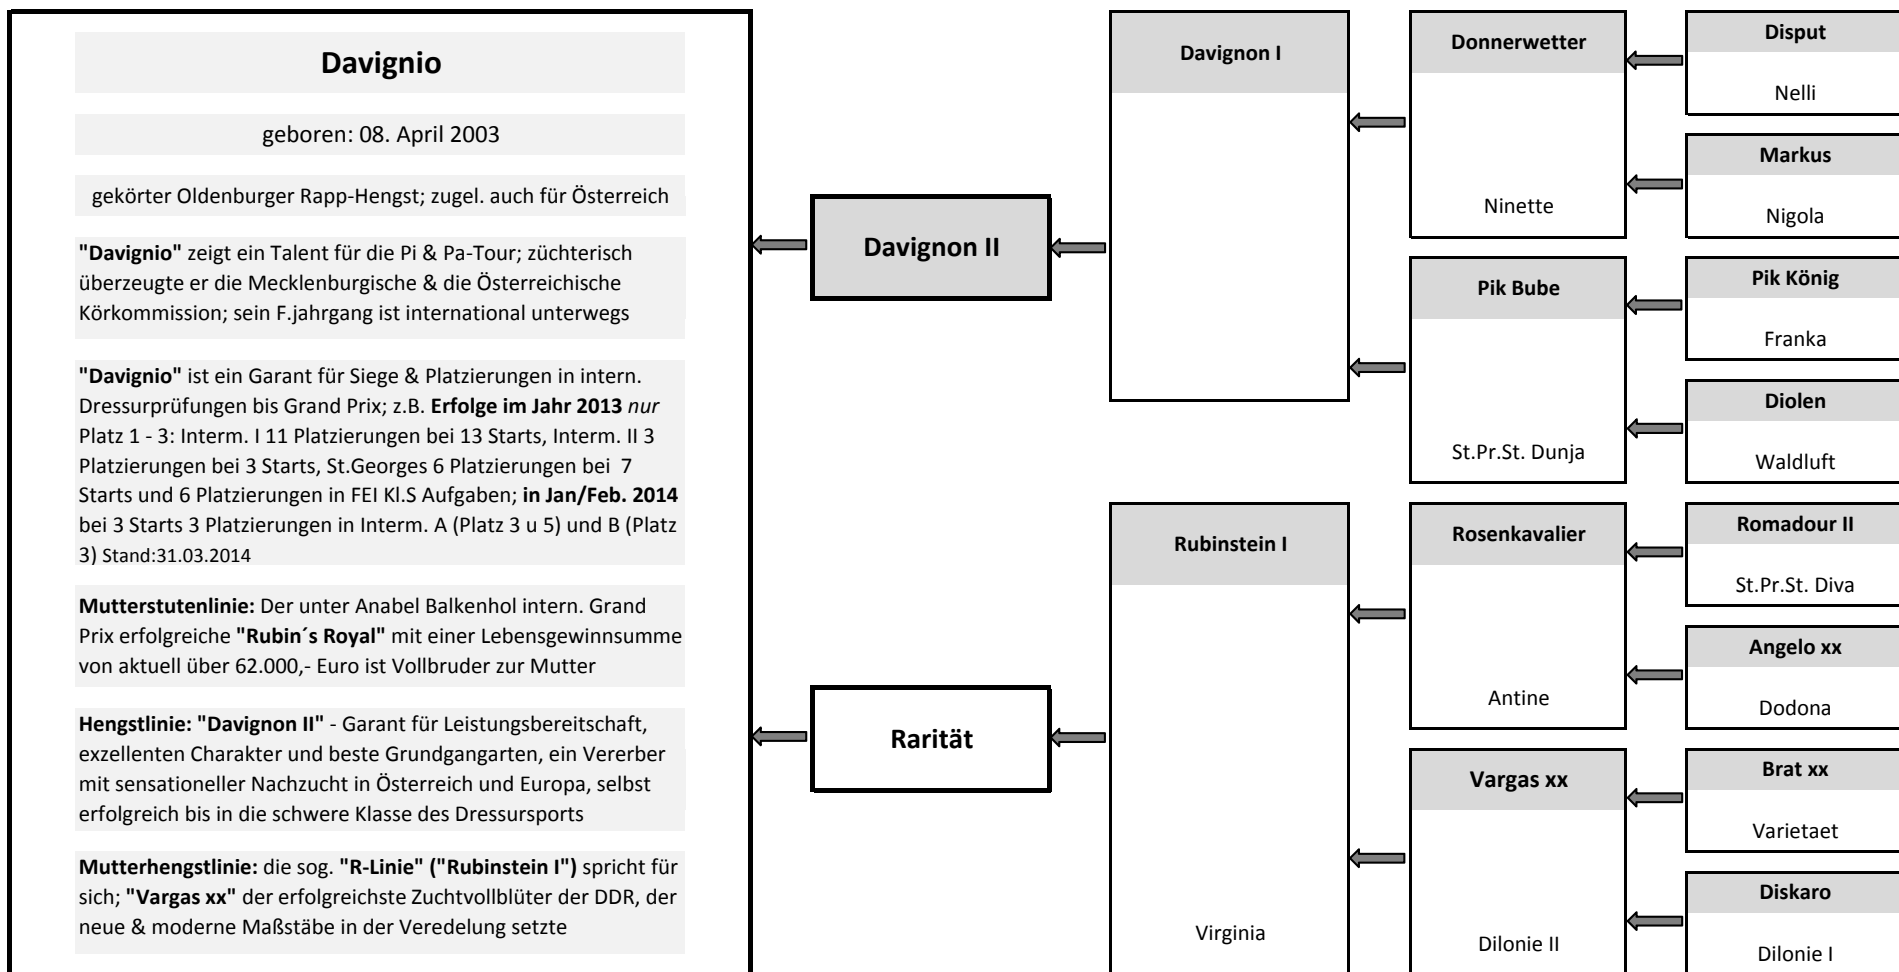 Davignio
geboren: 08. April 2003
gekörter Oldenburger Rapp-Hengst; zugel. auch für Österreich
"Davignio" zeigt ein Talent für die Pi & Pa-Tour; züchterisch
überzeugte er die Mecklenburgische & die Österreichische
Körkommission; sein F.jahrgang ist international unterwegs
"Davignio" ist ein Garant für Siege & Platzierungen in intern.
Dressurprüfungen bis Grand Prix; z.B. Erfolge im Jahr 2013 nur
Platz 1 - 3: Interm. I 11 Platzierungen bei 13 Starts, Interm. II 3
Platzierungen bei 3 Starts, St.Georges 6 Platzierungen bei 7
Starts und 6 Platzierungen in FEI Kl.S Aufgaben; in Jan/Feb. 2014
bei 3 Starts 3 Platzierungen in Interm. A (Platz 3 u 5) und B (Platz
3) Stand:31.03.2014
Mutterstutenlinie: Der unter Anabel Balkenhol intern. Grand
Prix erfolgreiche "Rubin´s Royal" mit einer Lebensgewinnsumme
von aktuell über 62.000,- Euro ist Vollbruder zur Mutter
Hengstlinie: "Davignon II" - Garant für Leistungsbereitschaft,
exzellenten Charakter und beste Grundgangarten, ein Vererber
mit sensationeller Nachzucht in Österreich und Europa, selbst
erfolgreich bis in die schwere Klasse des Dressursports
Mutterhengstlinie: die sog. "R-Linie" ("Rubinstein I") spricht für
sich; "Vargas xx" der erfolgreichste Zuchtvollblüter der DDR, der
neue & moderne Maßstäbe in der Veredelung setzte
Davignon II
Rarität
Davignon I
Rubinstein I
Virginia
Donnerwetter
Ninette
Pik Bube
St.Pr.St. Dunja
Rosenkavalier
Antine
Vargas xx
Dilonie II
Disput
Nelli
Markus
Nigola
Pik König
Franka
Diolen
Waldluft
Romadour II
St.Pr.St. Diva
Angelo xx
Dodona
Brat xx
Varietaet
Diskaro
Dilonie I